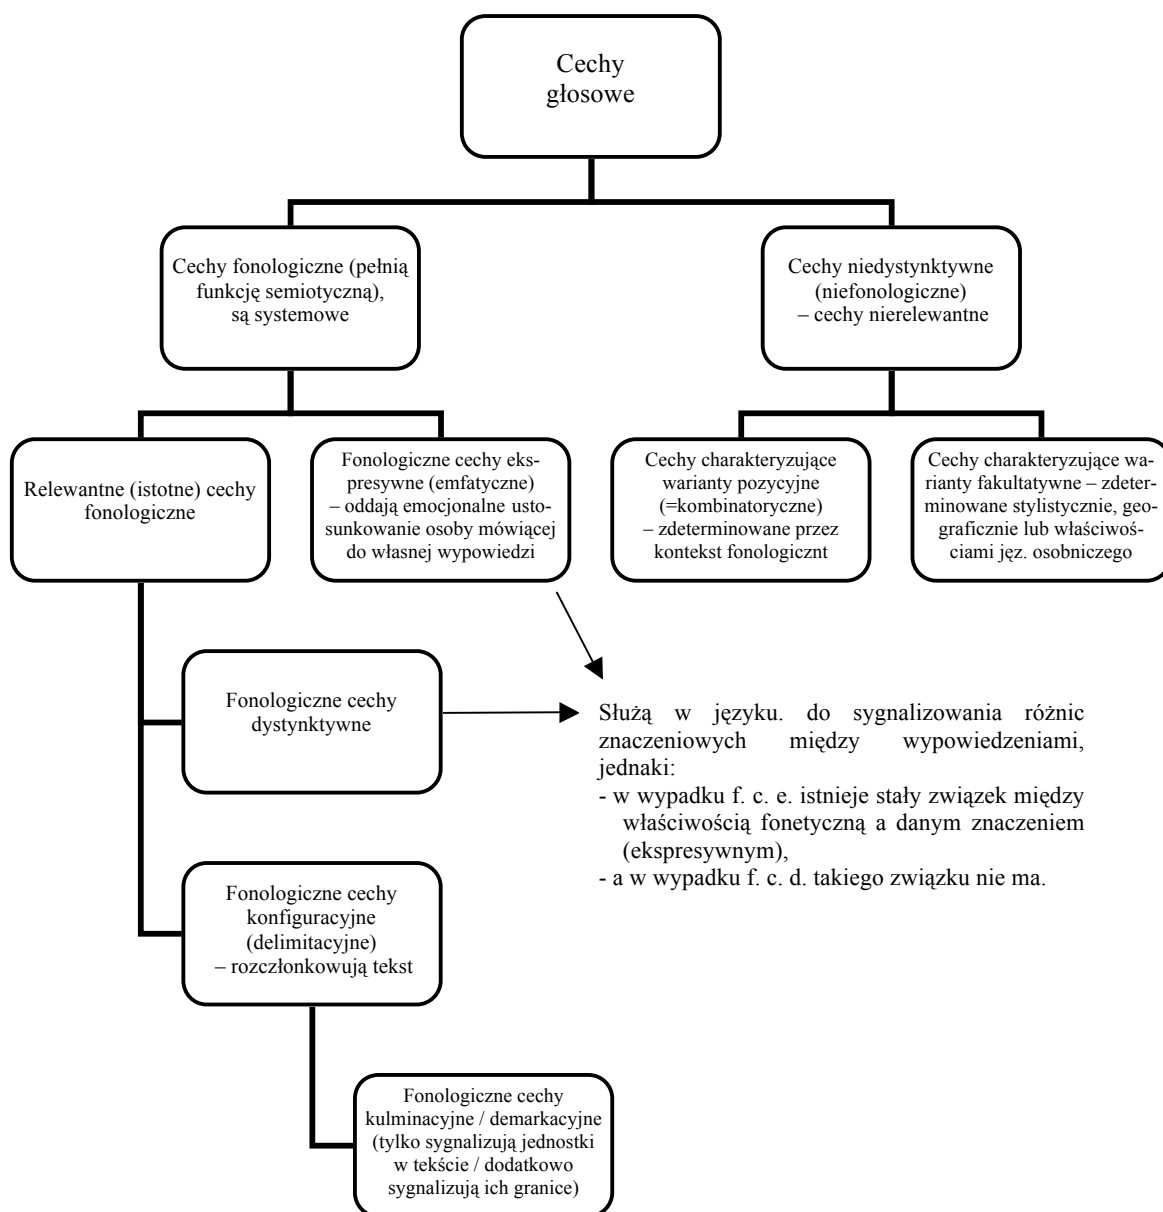 Cechy
głosowe
Cechy fonologiczne (pełnią
funkcję semiotyczną),
są systemowe
Cechy niedystynktywne
(niefonologiczne)
– cechy nierelewantne
Relewantne (istotne) cechy
fonologiczne
Fonologiczne cechy eks-
presywne (emfatyczne)
– oddają emocjonalne usto-
sunkowanie osoby mówiącej
do własnej wypowiedzi
Cechy charakteryzujące
warianty pozycyjne
(=kombinatoryczne)
– zdeterminowane przez
kontekst fonologicznt
Cechy charakteryzujące wa-
rianty fakultatywne – zdeter-
minowane stylistycznie, geo-
graficznie lub właściwoś-
ciami jęz. osobniczego
Fonologiczne cechy
dystynktywne
Służą w języku. do sygnalizowania różnic
znaczeniowych między wypowiedzeniami,
jednaki:
- w wypadku f. c. e. istnieje stały związek między
właściwością fonetyczną a danym znaczeniem
(ekspresywnym),
- a w wypadku f. c. d. takiego związku nie ma.
Fonologiczne cechy
konfiguracyjne
(delimitacyjne)
– rozczłonkowują tekst
Fonologiczne cechy
kulminacyjne / demarkacyjne
(tylko sygnalizują jednostki
w tekście / dodatkowo
sygnalizują ich granice)